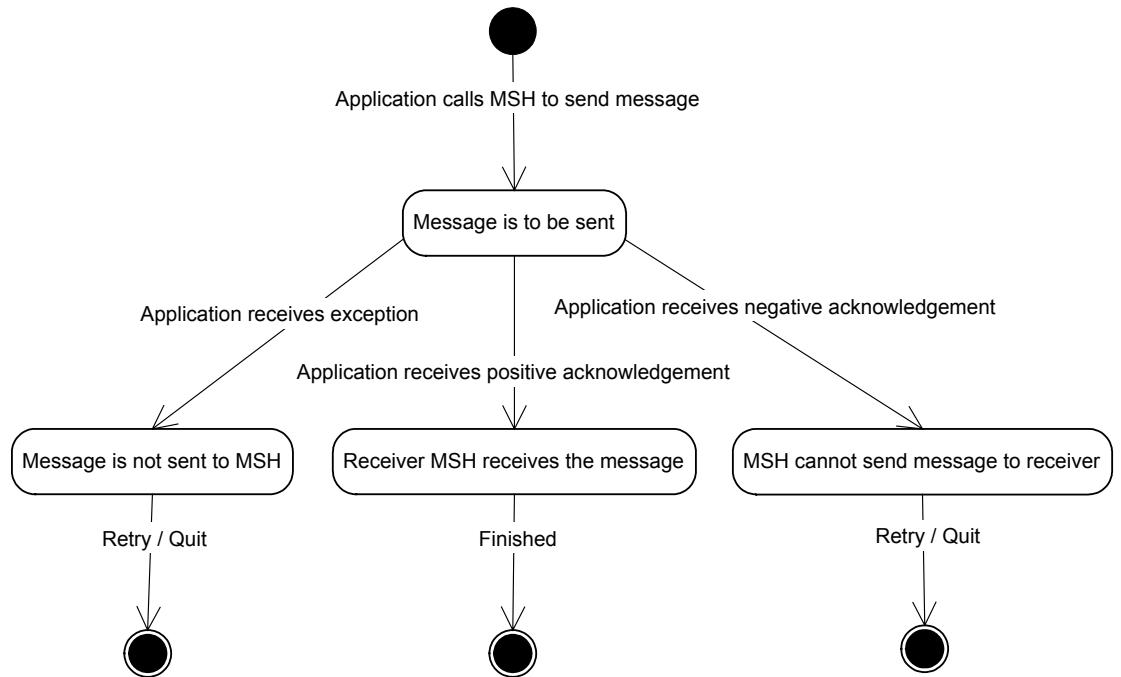 Application calls MSH to send message
Message is to be sent
Application receives exception
Application receives negative acknowledgement
Application receives positive acknowledgement
Message is not sent to MSH
Receiver MSH receives the message
MSH cannot send message to receiver
Retry / Quit
Finished
Retry / Quit